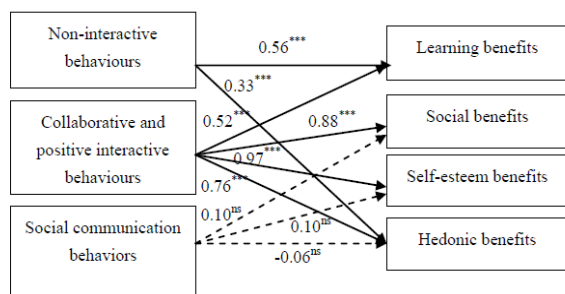 Non-interactive
behaviours
Collaborative and
positive interactive
behaviours
Social communication
behaviors
0.56***
0.33***
0.52***
0.88***
0.97***
0.76***
0.10ns
0.10ns
-0.06ns
Learning benefits
Social benefits
Self-esteem benefits
Hedonic benefits